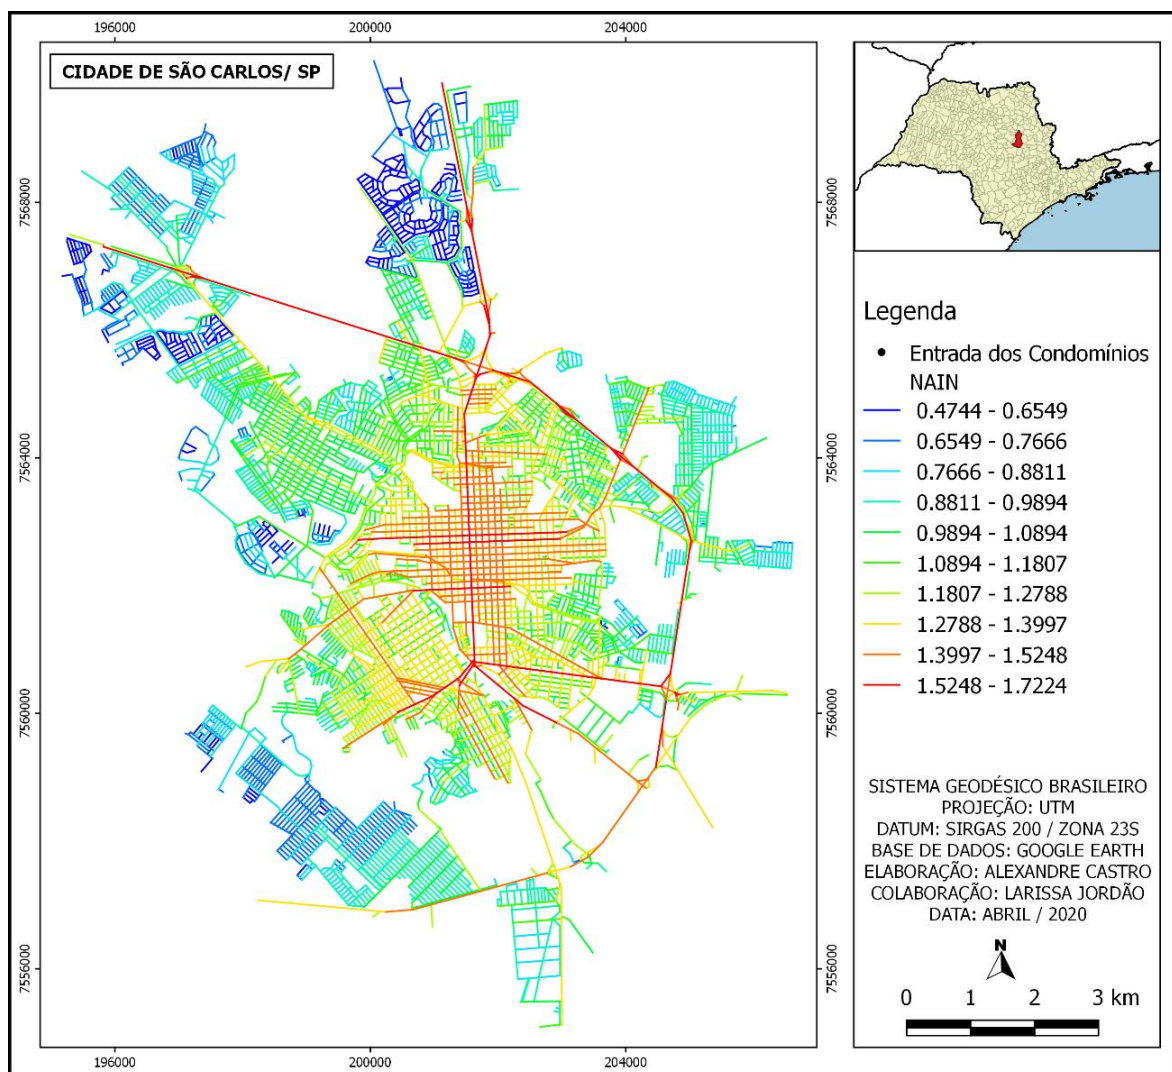 196000
200000
204000
CIDADE DE SÃO CARLOS/ SP
7568000
7568000
7564000
7564000
7560000
7560000
7556000
7556000
196000
200000
204000
Legenda
Entrada dos Condomínios
NAIN
0.4744 - 0.6549
0.6549 - 0.7666
0.7666 - 0.8811
0.8811 - 0.9894
0.9894 - 1.0894
1.0894 - 1.1807
1.1807 - 1.2788
1.2788 - 1.3997
1.3997 - 1.5248
1.5248 - 1.7224
SISTEMA GEODÉSICO BRASILEIRO
PROJEÇÃO: UTM
DATUM: SIRGAS 200 / ZONA 23S
BASE DE DADOS: GOOGLE EARTH
ELABORAÇÃO: ALEXANDRE CASTRO
COLABORAÇÃO: LARISSA JORDÃO
DATA: ABRIL / 2020
N
0 1 2 3 km